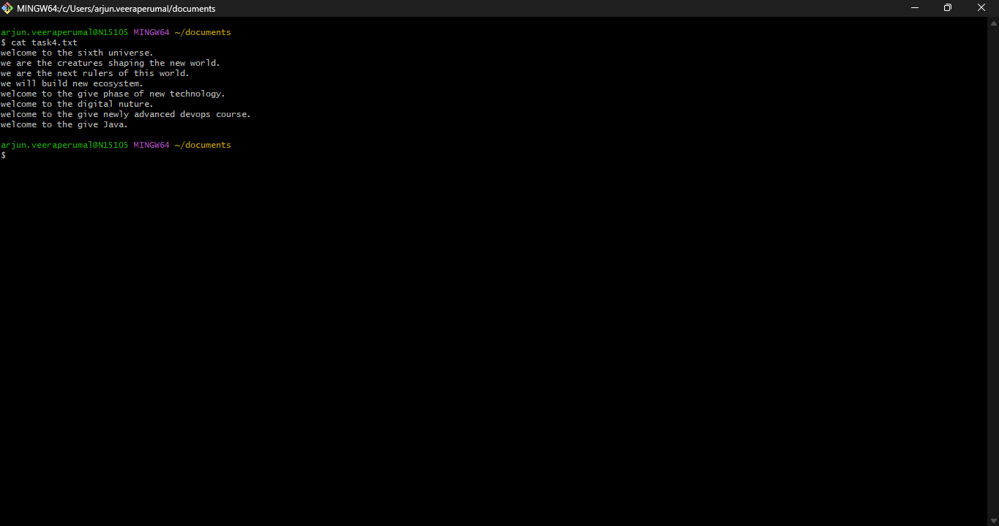 MINGW64:/c/Users/arjun.veeraperumal/documents
arjun.veeraperumal@N15105 MINGW64 ~/documents
$ cat task4.txt
welcome to the sixth universe.
we are the creatures shaping the new world.
we are the next rulers of this world.
we will build new ecosystem.
welcome to the give phase of new technology.
welcome to the digital nuture.
welcome to the give newly advanced devops course.
welcome to the give Java.
arjun.veeraperumal@N15105 MINGW64 ~/documents
$